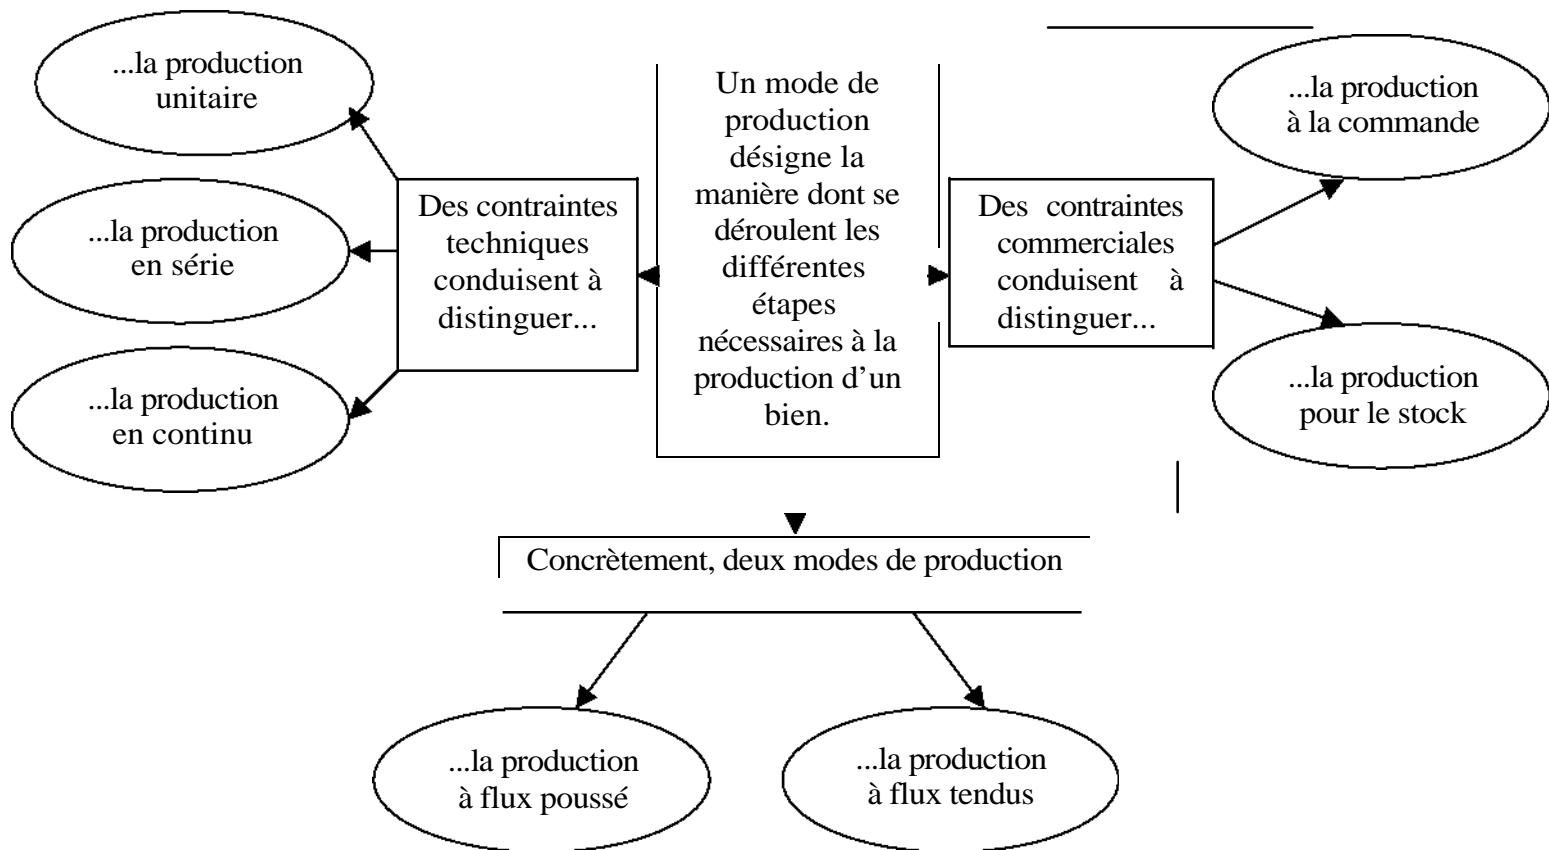 ...la production
unitaire
...la production
en série
...la production
en continu
Des contraintes
techniques
conduisent à
distinguer...
Un mode de
production
désigne la
manière dont se
déroulent les
différentes
étapes
nécessaires à la
production d’un
bien.
Des contraintes
commerciales
conduisent à
distinguer...
...la production
à la commande
...la production
pour le stock
Concrètement, deux modes de production
...la production
à flux poussé
...la production
à flux tendus